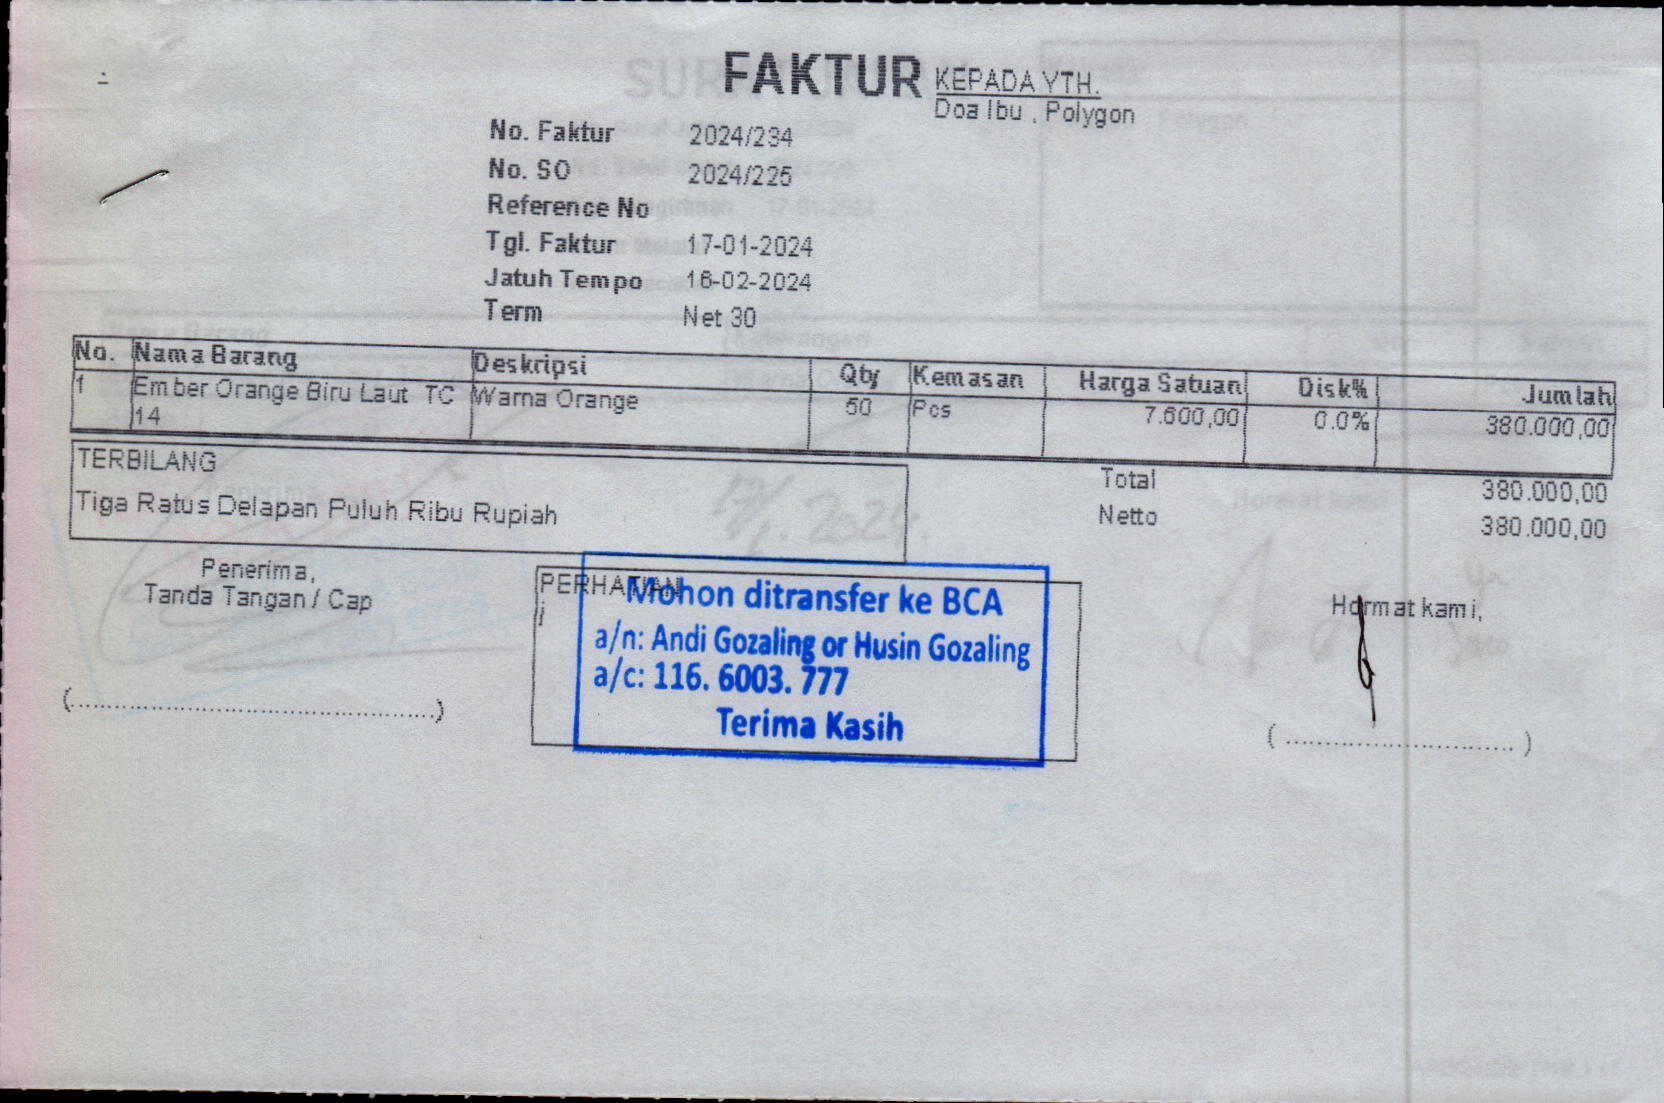 FAKTUR
KEPADA YTH.
Doa Ibu , Polygon
No. Faktur 2024/234
No. SO 2024/225
Reference No
Tgl. Faktur 17-01-2024
Jatuh Tempo 16-02-2024
Term Net 30
No. Nama Barang Deskripsi Qty Kemasan Harga Satuan Disk% Jumlah
1 Ember Orange Biru Laut TC Warna Orange 50 Pcs 7.600,00 0.0% 380.000,00
14
TERBILANG
Tiga Ratus Delapan Puluh Ribu Rupiah
Total 380.000,00
Netto 380.000,00
Penerima,
Tanda Tangan / Cap
(........................................)
PERHATIAN
Mohon ditransfer ke BCA
a/n: Andi Gozaling or Husin Gozaling
a/c: 116. 6003. 777
Terima Kasih
Hormat kami,
(.........................)